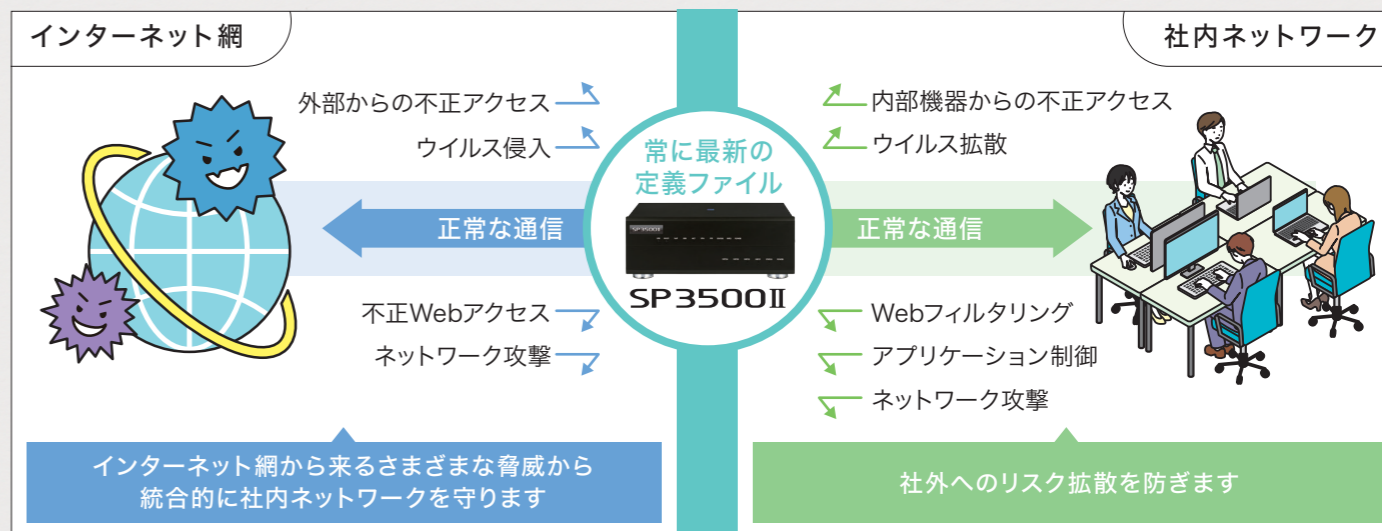 インターネット網
社内ネットワーク
外部からの不正アクセス
ウイルス侵入
正常な通信
不正Webアクセス
ネットワーク攻撃
常に最新の
定義ファイル
SP3500Ⅱ
SP3500Ⅱ
内部機器からの不正アクセス
ウイルス拡散
正常な通信
Webフィルタリング
アプリケーション制御
ネットワーク攻撃
インターネット網から来るさまざまな脅威から
統合的に社内ネットワークを守ります
社外へのリスク拡散を防ぎます